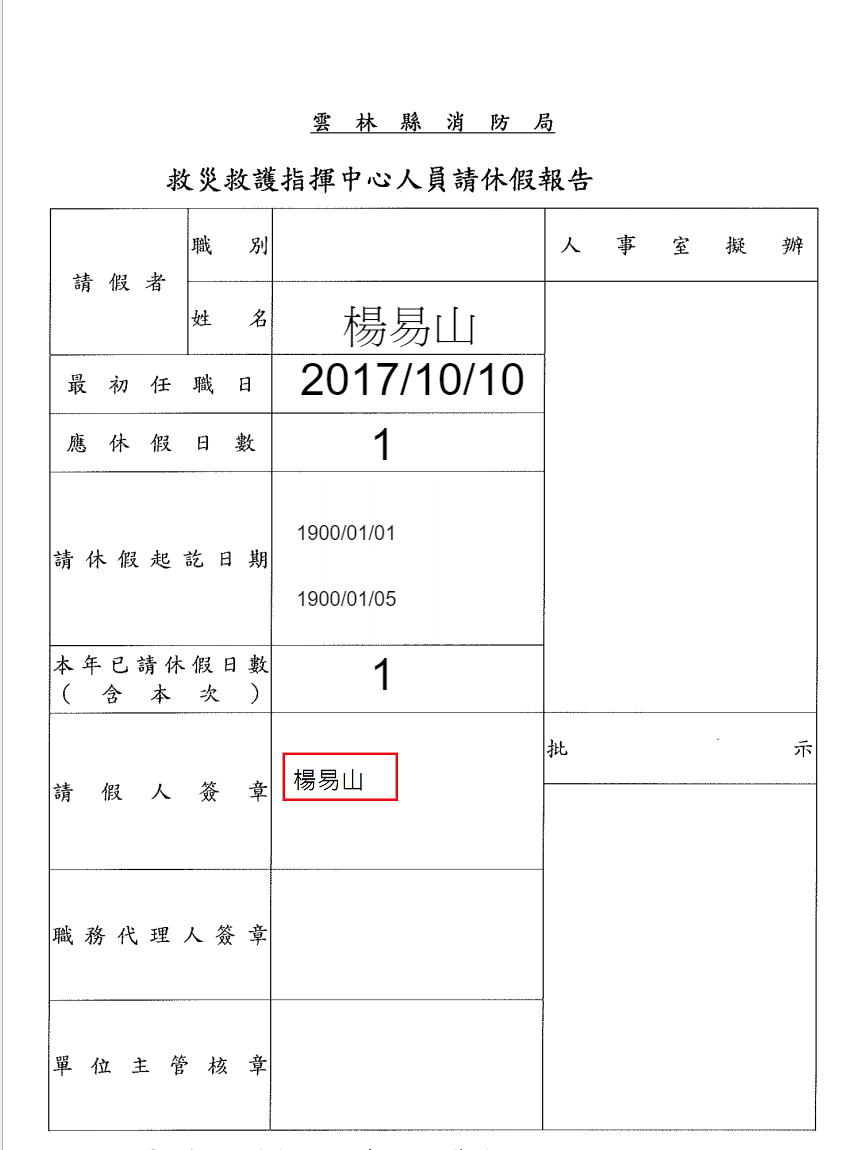 雲林縣消防局
救災救護指揮中心人員請休假報告
請假者
職別
人事室擬辦
姓名
楊易山
最初任職日
2017/10/10
應休假日數
1
請休假起訖日期
1900/01/01
1900/01/05
本年已請休假日數
(含本次)
1
請假人簽章
楊易山
批示
職務代理人簽章
單位主管核章